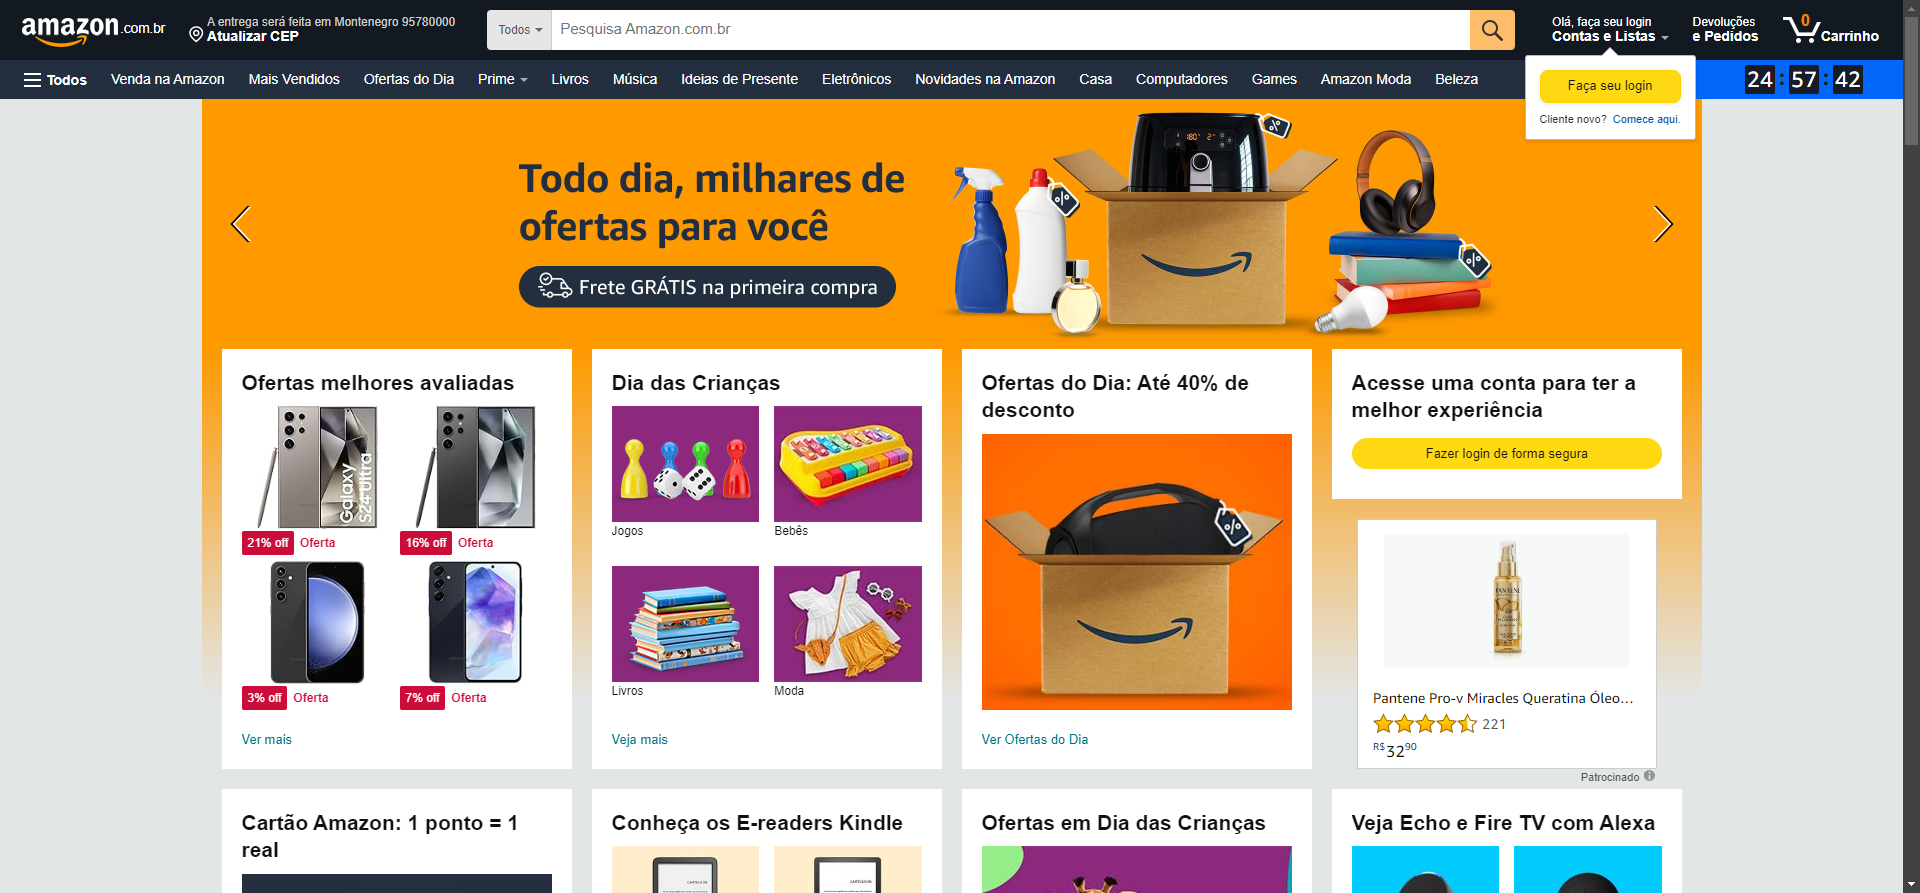 amazon.com.br
A entrega será feita em Montenegro 95780000
Atualizar CEP
Todos
Pesquisa Amazon.com.br
Olá, faça seu login
Contas e Listas
Devoluções
e Pedidos
0
Carrinho
Todos
Venda na Amazon
Mais Vendidos
Ofertas do Dia
Prime
Livros
Música
Ideias de Presente
Eletrônicos
Novidades na Amazon
Casa
Computadores
Games
Amazon Moda
Beleza
24 : 57 : 42
Faça seu login
Cliente novo? Comece aqui.
Todo dia, milhares de
ofertas para você
Frete GRÁTIS na primeira compra
Ofertas melhores avaliadas
Galaxy
S24 Ultra
21% off Oferta
16% off Oferta
3% off Oferta
7% off Oferta
Ver mais
Dia das Crianças
Jogos
Bebês
Livros
Moda
Veja mais
Ofertas do Dia: Até 40% de
desconto
Ver Ofertas do Dia
Acesse uma conta para ter a
melhor experiência
Fazer login de forma segura
PANTENE
Pantene Pro-v Miracles Queratina Óleo…
221
R$3290
Patrocinado
Cartão Amazon: 1 ponto = 1
real
Conheça os E-readers Kindle
Ofertas em Dia das Crianças
Veja Echo e Fire TV com Alexa